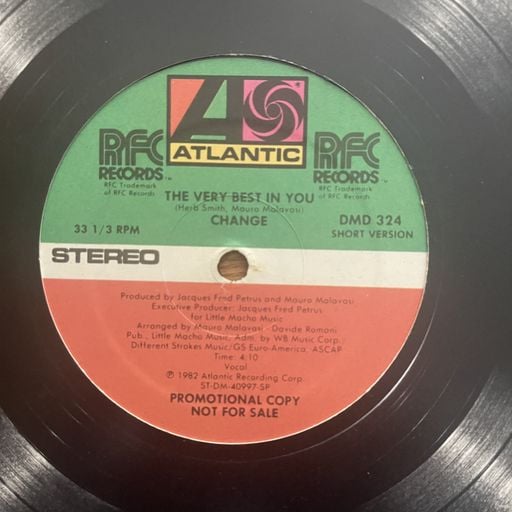 ATLANTIC
RFC
RECORDS™
RFC Trademark
of RFC Records
RFC
RECORDS™
RFC Trademark
of RFC Records
THE VERY BEST IN YOU
(Herb Smith, Mauro Malavasi)
CHANGE
33 1/3 RPM
DMD 324
SHORT VERSION
STEREO
Produced by Jacques Fred Petrus and Mauro Malavasi
Executive Producer: Jacques Fred Petrus
for Little Macho Music
Arranged by Mauro Malavasi - Davide Romani
Pub., Little Macho Music, Adm. by WB Music Corp.
Different Strokes Music/GS Euro-America, ASCAP
Time: 4:10
Vocal
℗ 1982 Atlantic Recording Corp.
ST-DM-40997-SP
PROMOTIONAL COPY
NOT FOR SALE